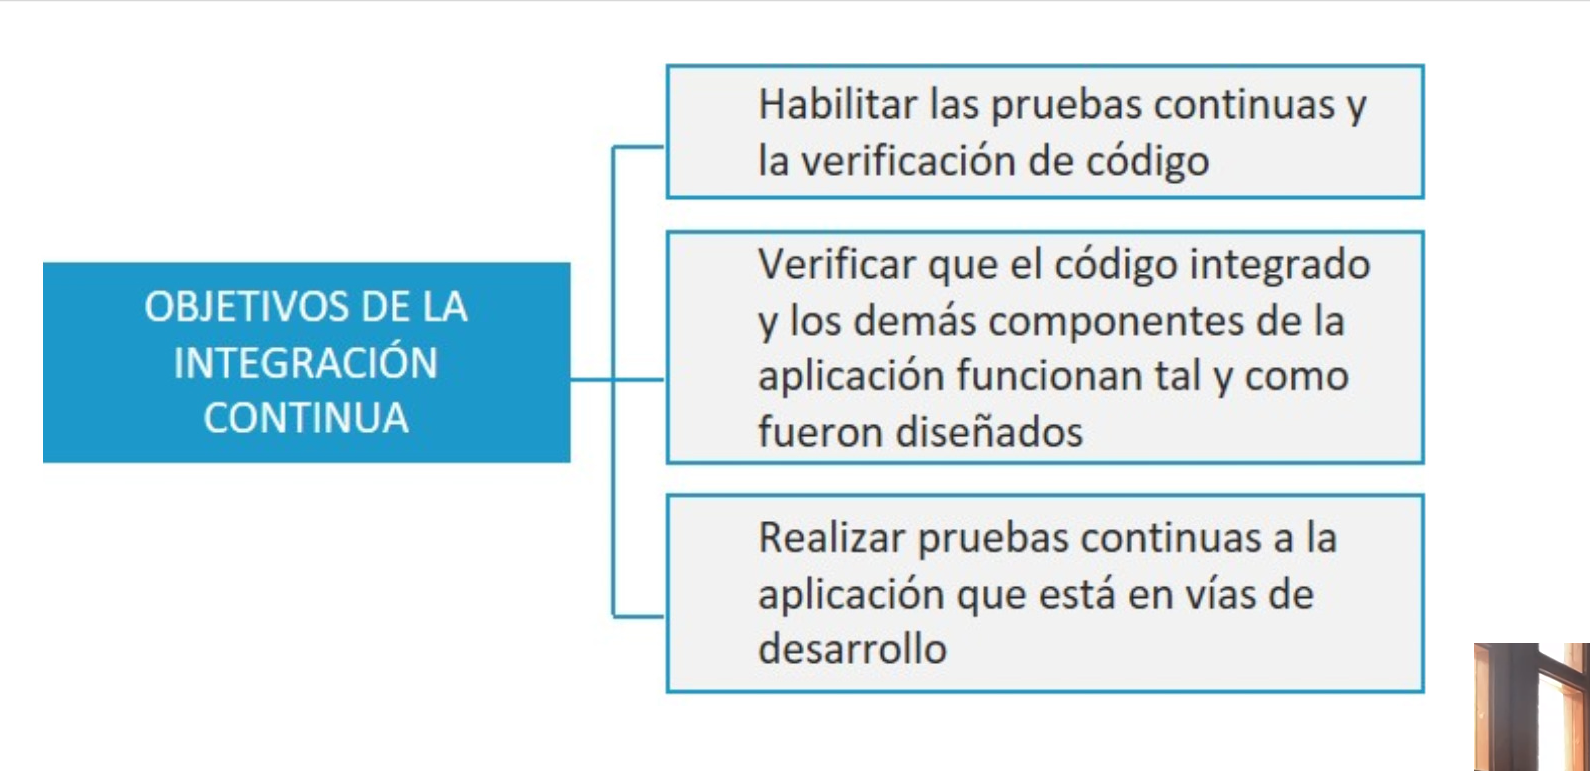 OBJETIVOS DE LA
INTEGRACIÓN
CONTINUA
Habilitar las pruebas continuas y
la verificación de código
Verificar que el código integrado
y los demás componentes de la
aplicación funcionan tal y como
fueron diseñados
Realizar pruebas continuas a la
aplicación que está en vías de
desarrollo